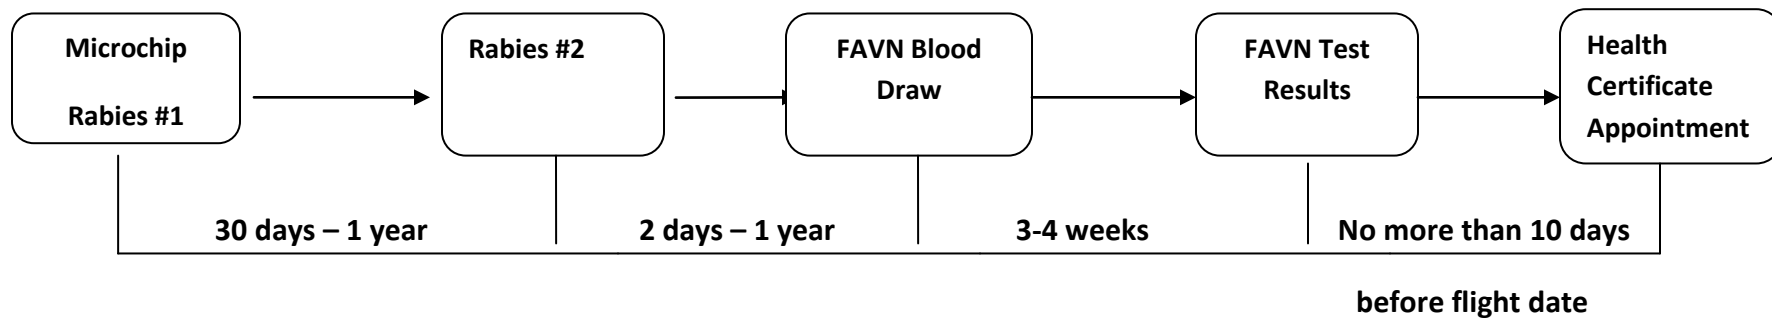 Microchip
Rabies #1
Rabies #2
FAVN Blood
Draw
FAVN Test
Results
Health
Certificate
Appointment
30 days – 1 year
2 days – 1 year
3-4 weeks
No more than 10 days
before flight date